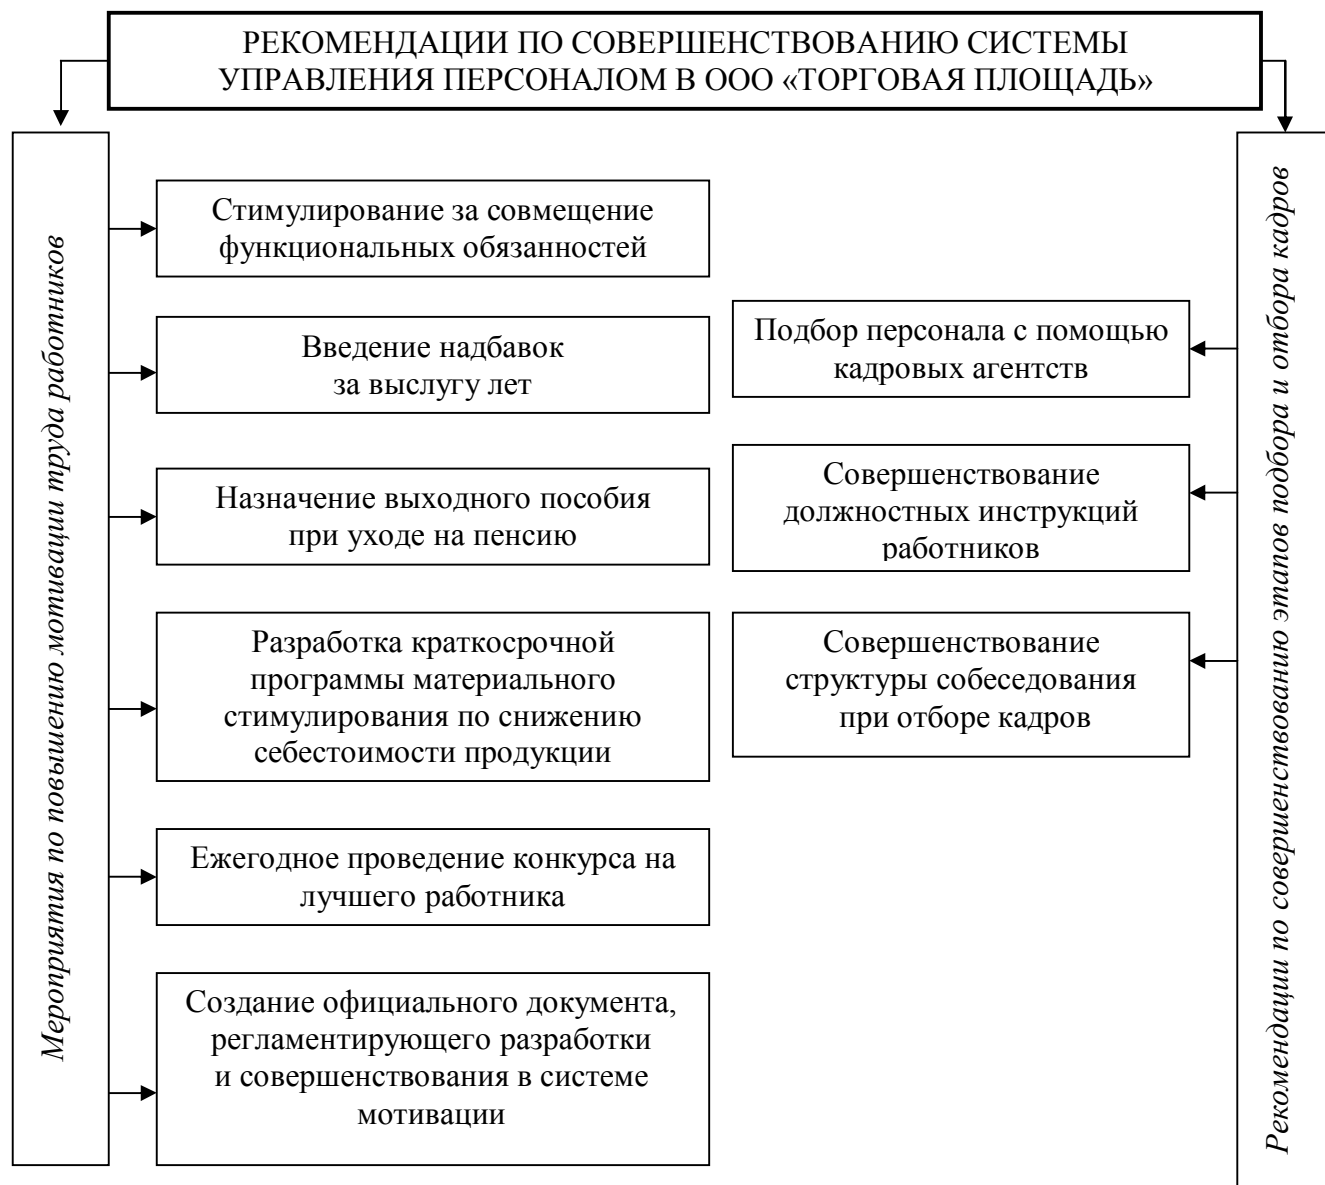 РЕКОМЕНДАЦИИ ПО СОВЕРШЕНСТВОВАНИЮ СИСТЕМЫ
УПРАВЛЕНИЯ ПЕРСОНАЛОМ В ООО «ТОРГОВАЯ ПЛОЩАДЬ»
Мероприятия по повышению мотивации труда работников
Стимулирование за совмещение
функциональных обязанностей
Введение надбавок
за выслугу лет
Назначение выходного пособия
при уходе на пенсию
Разработка краткосрочной
программы материального
стимулирования по снижению
себестоимости продукции
Ежегодное проведение конкурса на
лучшего работника
Создание официального документа,
регламентирующего разработки
и совершенствования в системе
мотивации
Рекомендации по совершенствованию этапов подбора и отбора кадров
Подбор персонала с помощью
кадровых агентств
Совершенствование
должностных инструкций
работников
Совершенствование
структуры собеседования
при отборе кадров